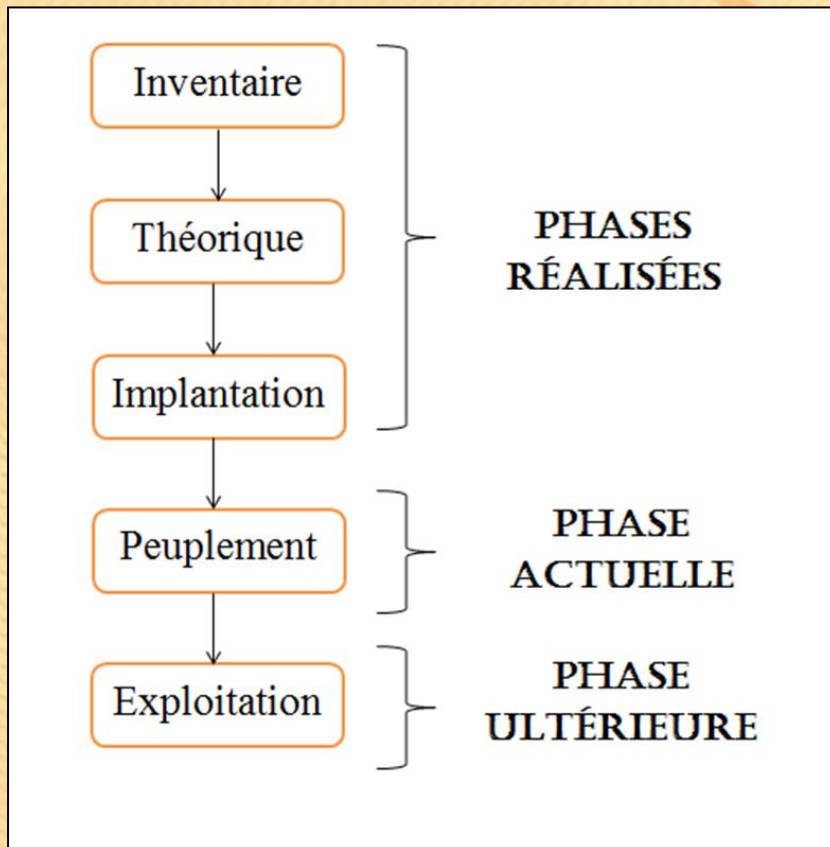 Inventaire
Théorique
PHASES
RÉALISÉES
Implantation
Peuplement
PHASE
ACTUELLE
Exploitation
PHASE
ULTÉRIEURE